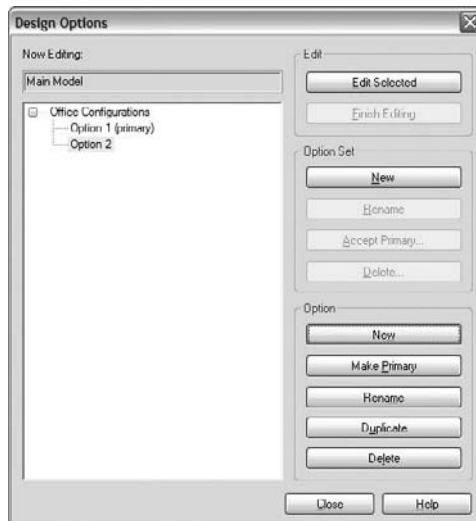 Design Options
Now Editing:
Main Model
Office Configurations
Option 1 (primary)
Option 2
Edit
Edit Selected
Finish Editing
Option Set
New
Rename
Accept Primary...
Delete...
Option
New
Make Primary
Rename
Duplicate
Delete
Close
Help